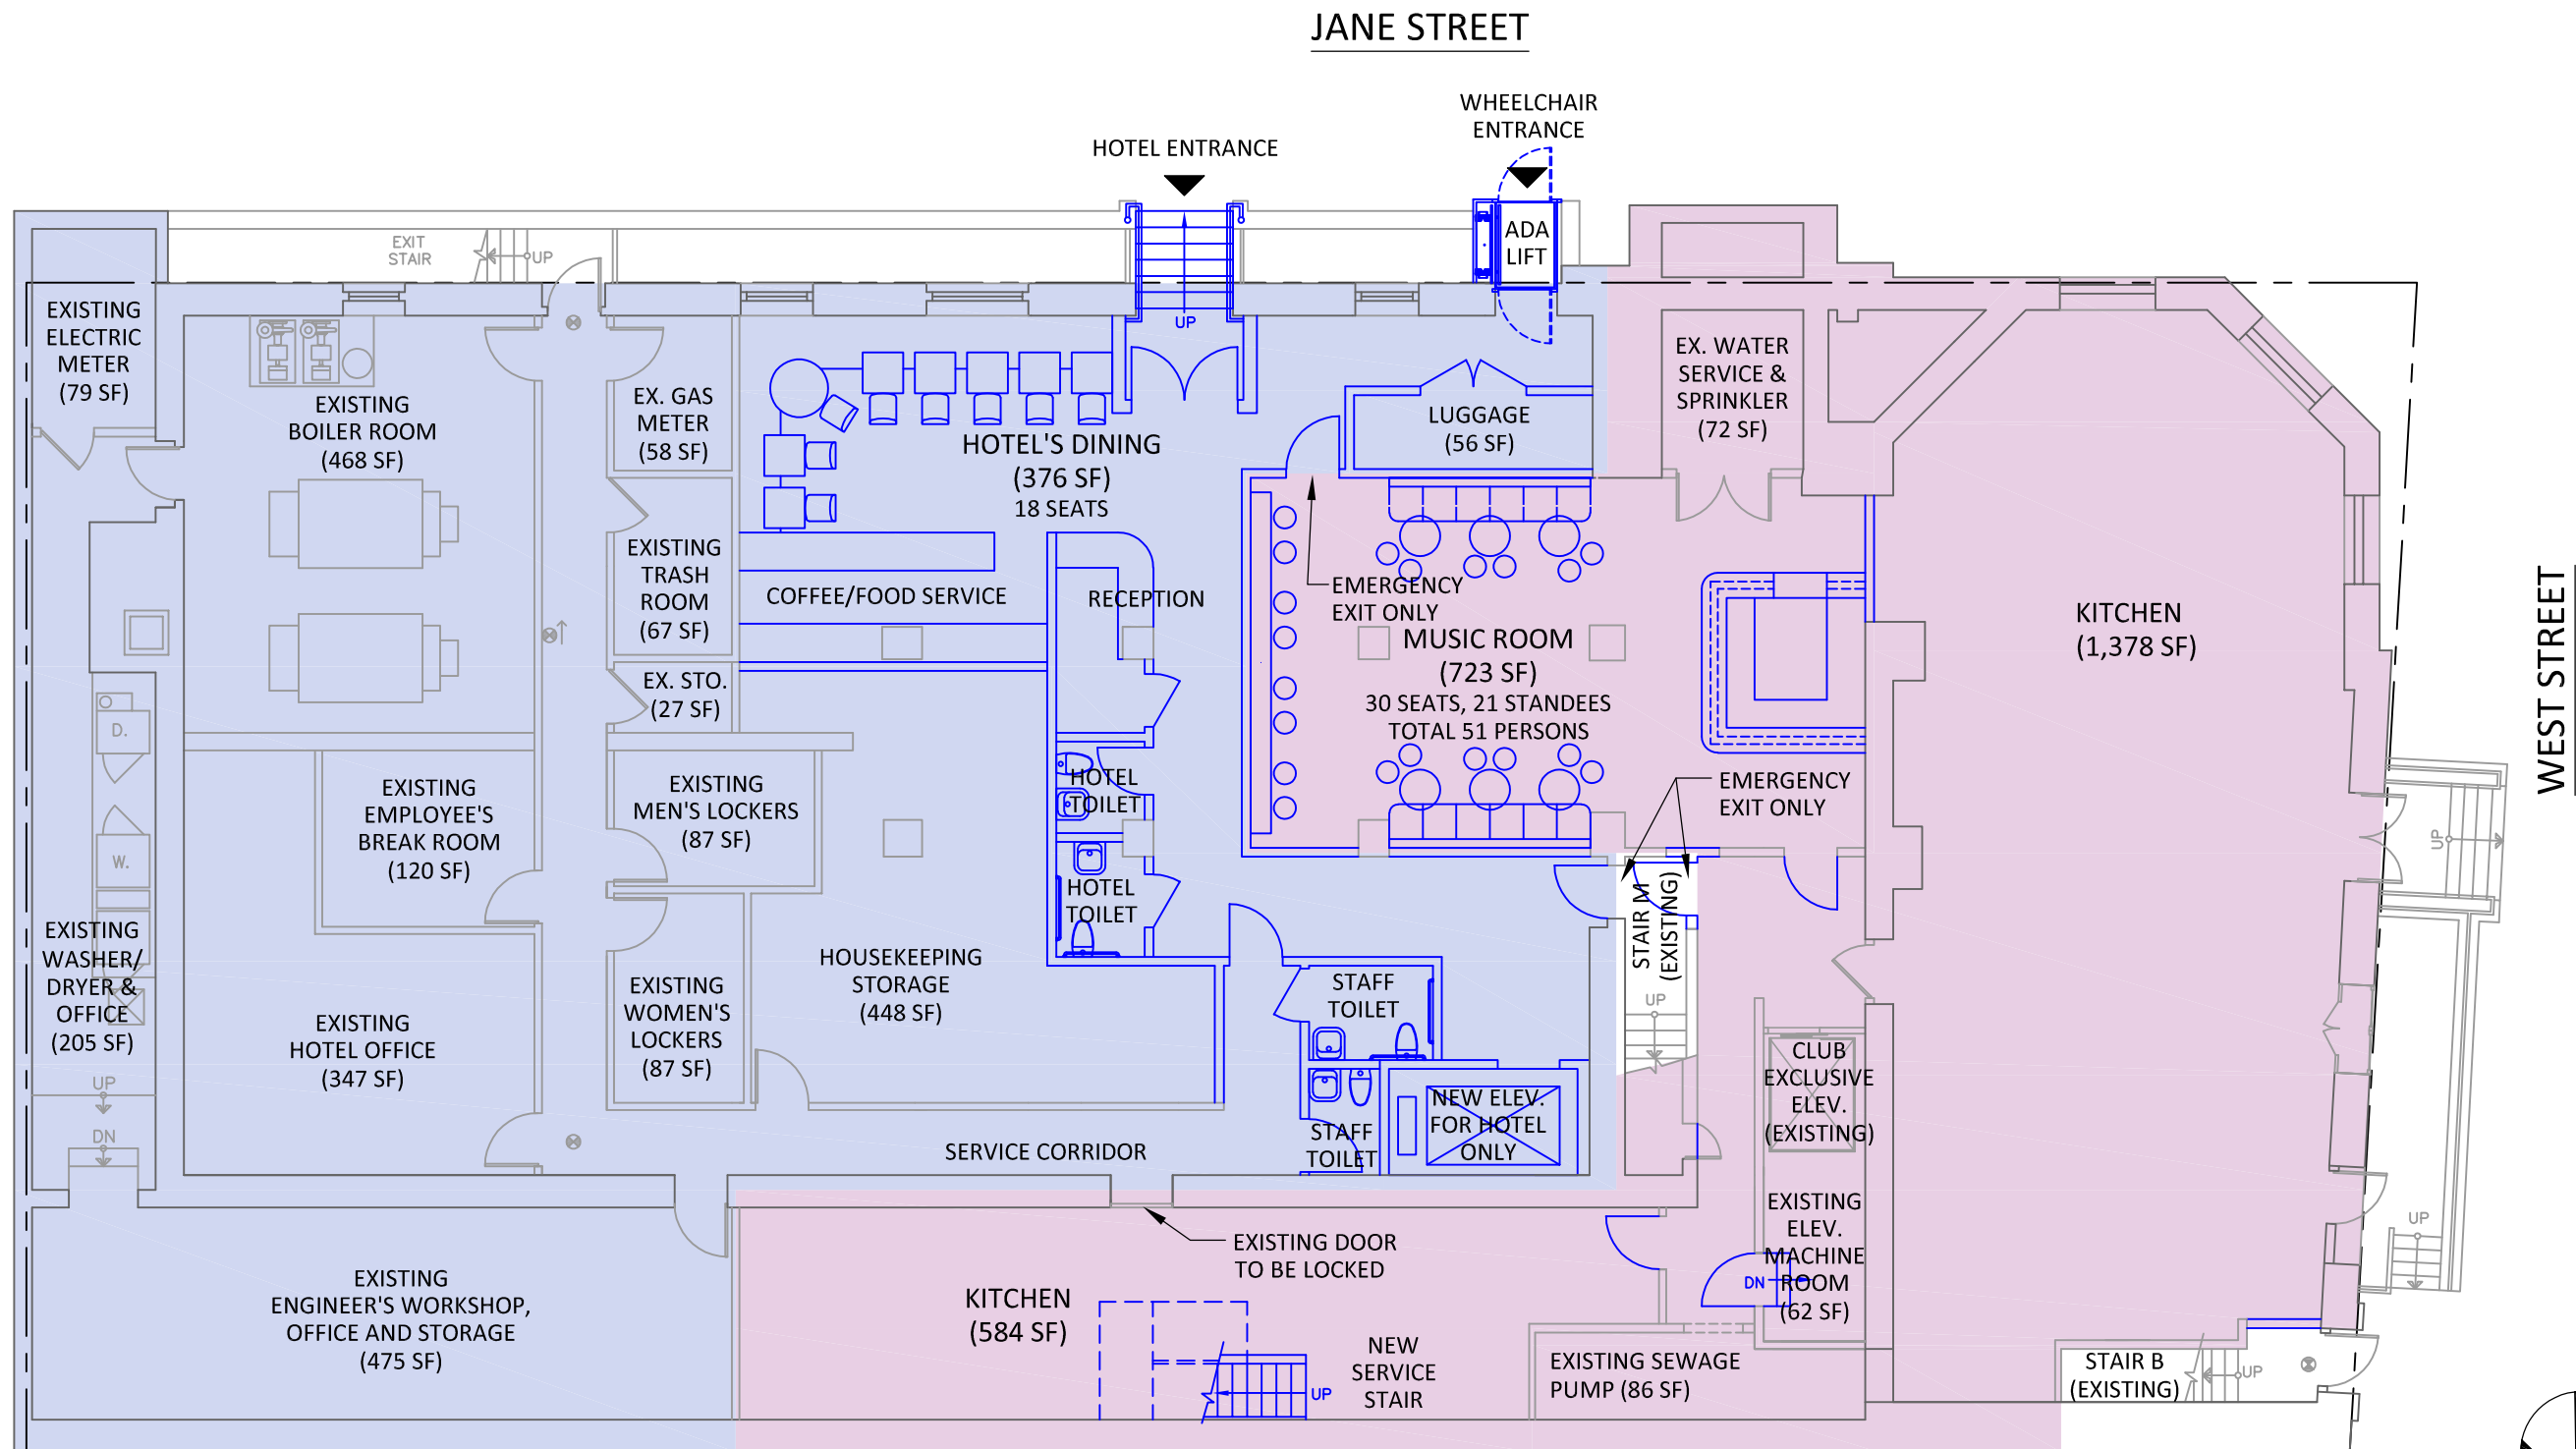 JANE STREET
WHEELCHAIR
ENTRANCE
HOTEL ENTRANCE
ADA
LIFT
EXIT
STAIR
UP
UP
EXISTING
ELECTRIC
METER
(79 SF)
EXISTING
BOILER ROOM
(468 SF)
EX. GAS
METER
(58 SF)
HOTEL'S DINING
(376 SF)
18 SEATS
LUGGAGE
(56 SF)
EX. WATER
SERVICE &
SPRINKLER
(72 SF)
EXISTING
TRASH
ROOM
(67 SF)
COFFEE/FOOD SERVICE
RECEPTION
EMERGENCY
EXIT ONLY
MUSIC ROOM
(723 SF)
30 SEATS, 21 STANDEES
TOTAL 51 PERSONS
KITCHEN
(1,378 SF)
WEST STREET
EX. STO.
(27 SF)
D.
W.
EXISTING
EMPLOYEE'S
BREAK ROOM
(120 SF)
EXISTING
MEN'S LOCKERS
(87 SF)
HOTEL
TOILET
EMERGENCY
EXIT ONLY
UP
HOTEL
TOILET
STAIR M
(EXISTING)
UP
EXISTING
WASHER/
DRYER &
OFFICE
(205 SF)
UP
DN
EXISTING
HOTEL OFFICE
(347 SF)
EXISTING
WOMEN'S
LOCKERS
(87 SF)
HOUSEKEEPING
STORAGE
(448 SF)
STAFF
TOILET
STAFF
TOILET
NEW ELEV.
FOR HOTEL
ONLY
CLUB
EXCLUSIVE
ELEV.
(EXISTING)
SERVICE CORRIDOR
EXISTING
ELEV.
MACHINE
ROOM
(62 SF)
DN
UP
EXISTING DOOR
TO BE LOCKED
EXISTING
ENGINEER'S WORKSHOP,
OFFICE AND STORAGE
(475 SF)
KITCHEN
(584 SF)
UP
NEW
SERVICE
STAIR
EXISTING SEWAGE
PUMP (86 SF)
STAIR B
(EXISTING)
UP